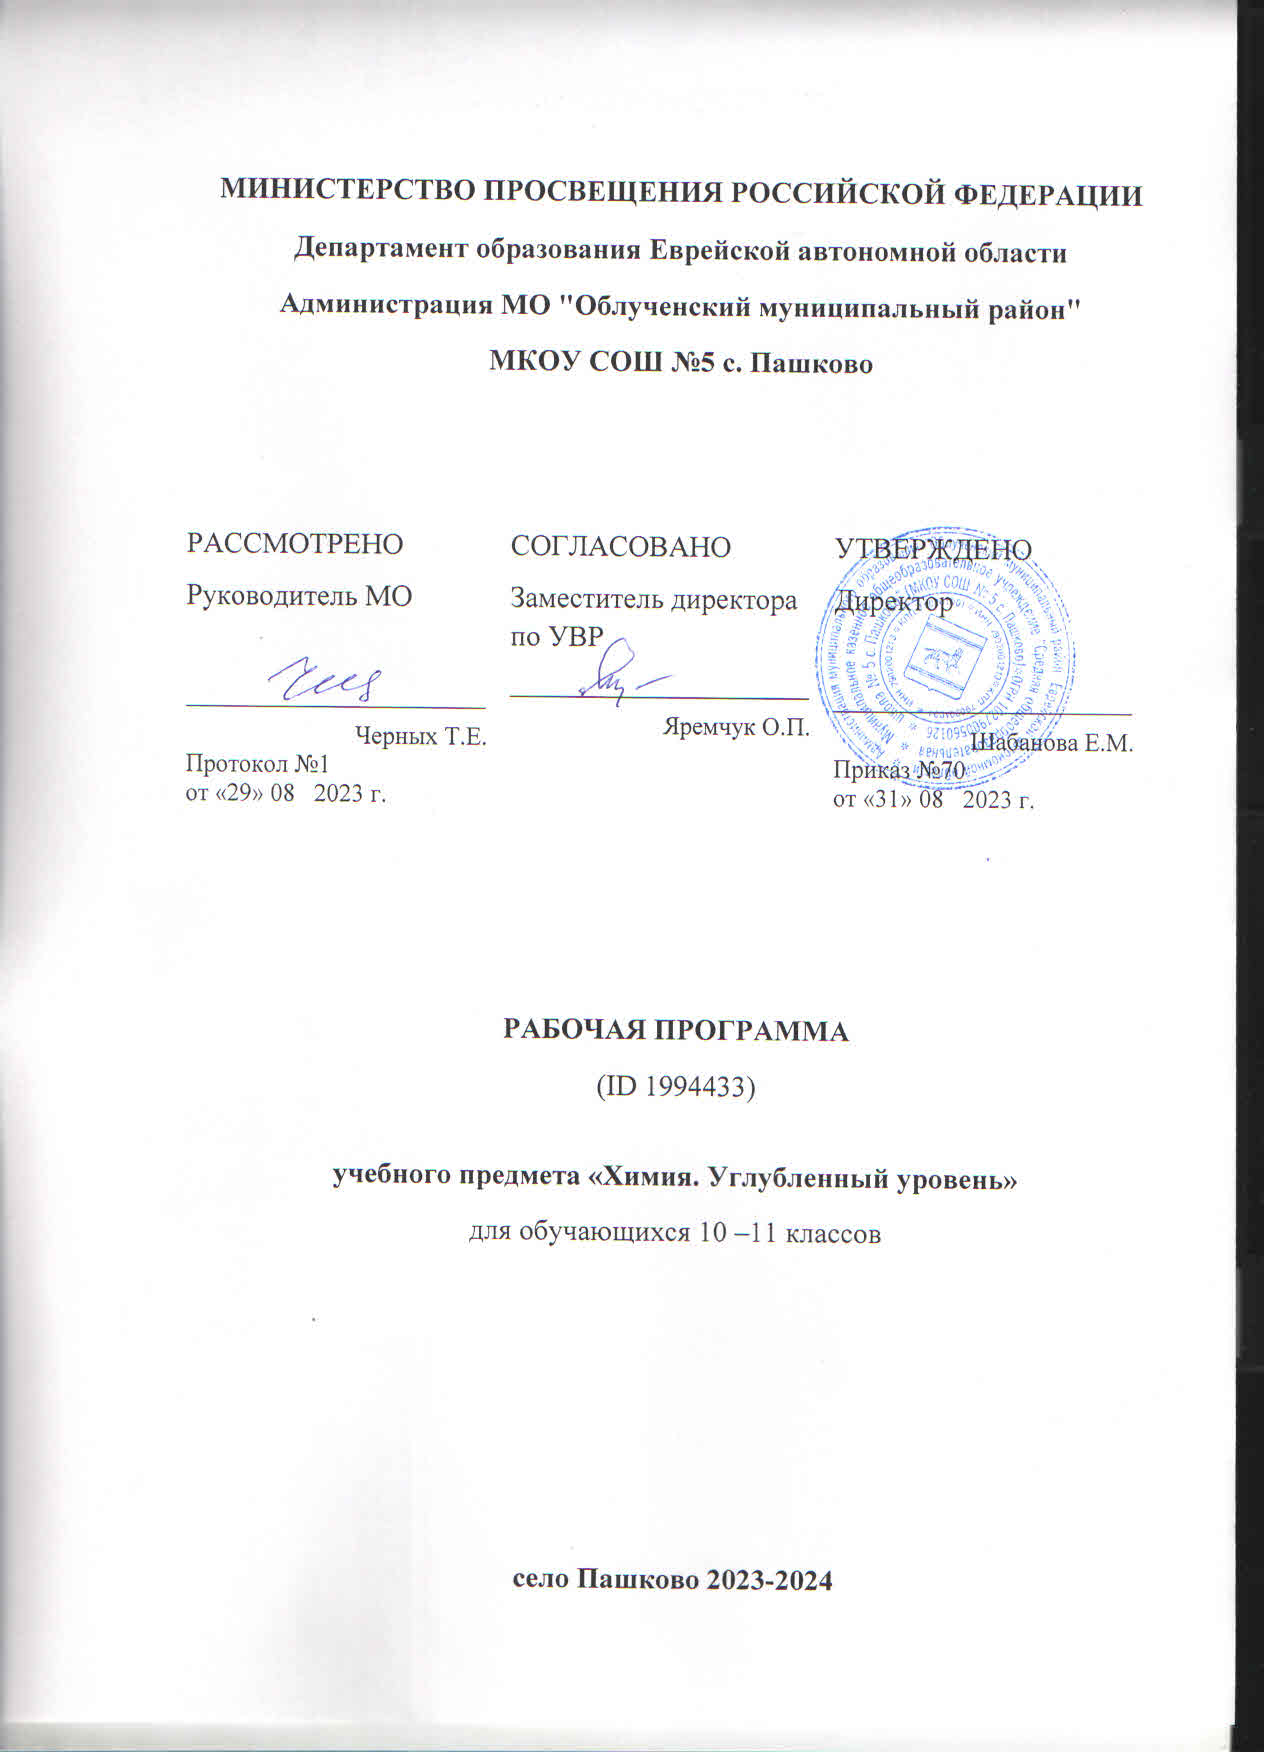 МИНИСТЕРСТВО ПРОСВЕЩЕНИЯ РОССИЙСКОЙ ФЕДЕРАЦИИ
Департамент образования Еврейской автономной области
Администрация МО "Облученский муниципальный район"
МКОУ СОШ №5 с. Пашково
РАССМОТРЕНО
Руководитель МО
Черных Т.Е.
Протокол №1
от «29» 08 2023 г.
СОГЛАСОВАНО
Заместитель директора
по УВР
Яремчук О.П.
УТВЕРЖДЕНО
Директор
Шабанова Е.М.
Приказ №70
от «31» 08 2023 г.
РАБОЧАЯ ПРОГРАММА
(ID 1994433)
учебного предмета «Химия. Углубленный уровень»
для обучающихся 10 –11 классов
село Пашково 2023-2024